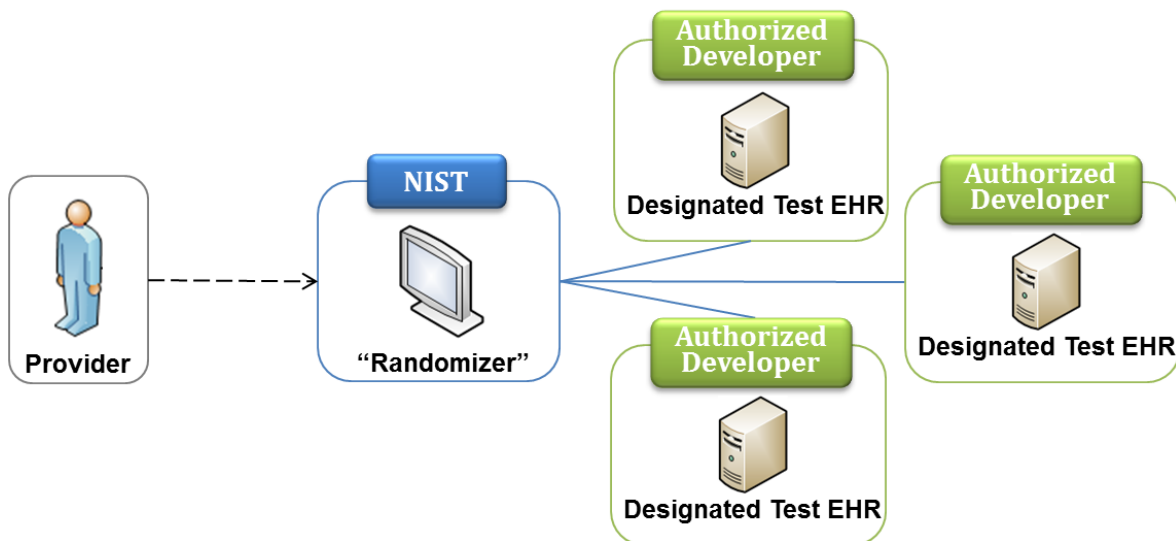 Provider
NIST
“Randomizer”
Authorized
Developer
Designated Test EHR
Authorized
Developer
Designated Test EHR
Authorized
Developer
Designated Test EHR